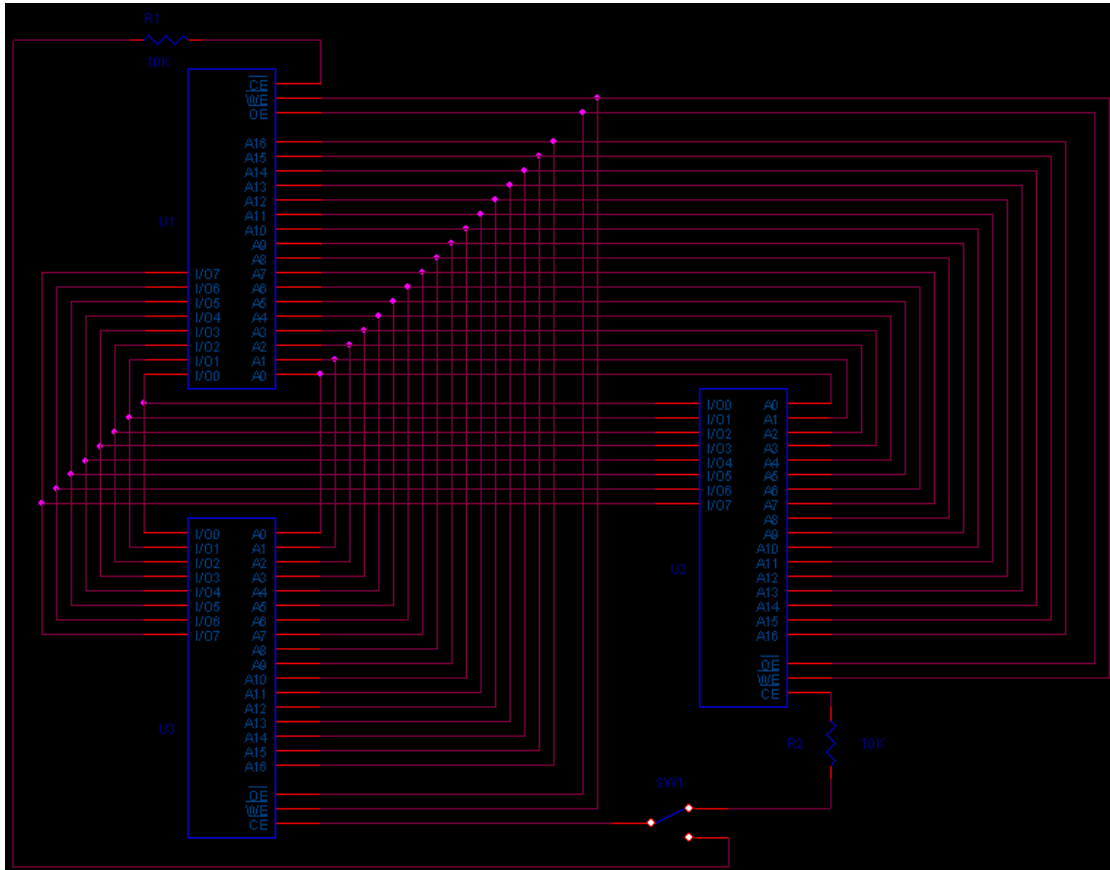 R1
10K
CE
WE
OE
A16
A15
A14
A13
A12
U1
A11
A10
A9
A8
I/O7 A7
I/O6 A6
I/O5 A5
I/O4 A4
I/O3 A3
I/O2 A2
I/O1 A1
I/O0 A0
I/O0 A0
I/O1 A1
I/O2 A2
I/O3 A3
I/O4 A4
I/O5 A5
I/O6 A6
I/O7 A7
A8
A9
A10
A11
U2
A12
A13
A14
A15
A16
OE
WE
CE
R2 10K
I/O0 A0
I/O1 A1
I/O2 A2
I/O3 A3
I/O4 A4
I/O5 A5
I/O6 A6
I/O7 A7
A8
A9
A10
A11
A12
U3
A13
A14
A15
A16
OE
WE
CE
SW1